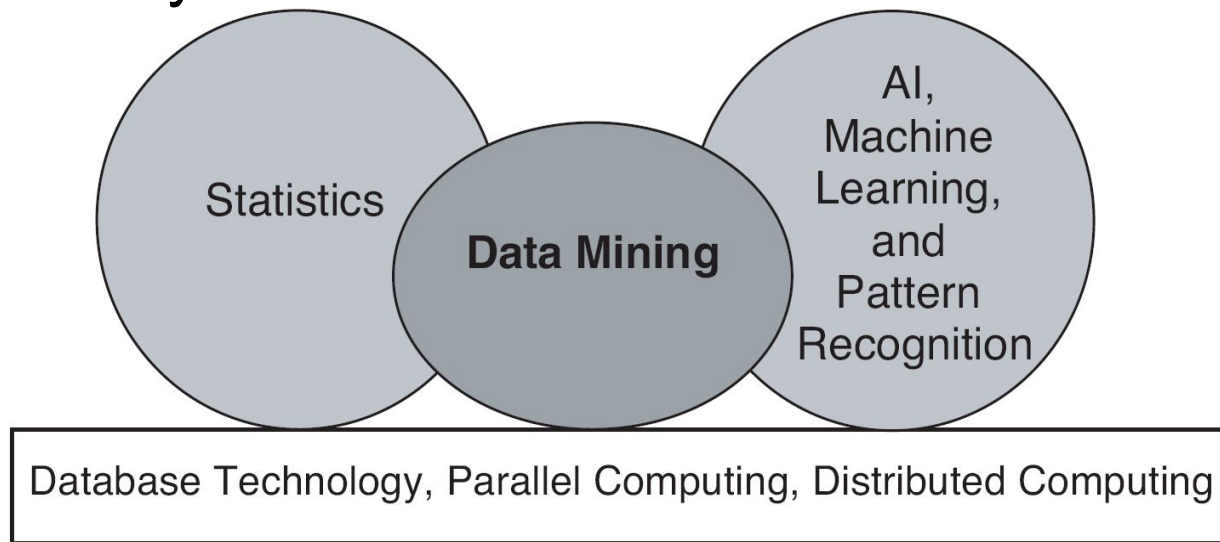 Statistics
Data Mining
AI,
Machine
Learning,
and
Pattern
Recognition
Database Technology, Parallel Computing, Distributed Computing